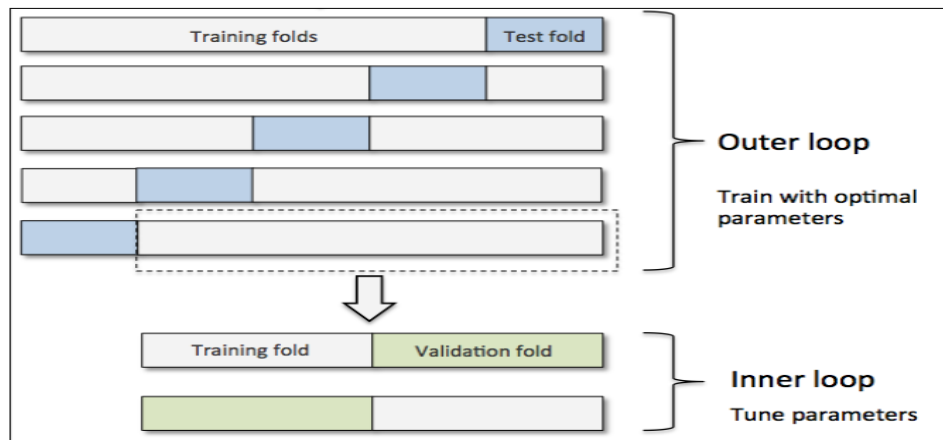 Training folds
Test fold
Outer loop
Train with optimal
parameters
Training fold
Validation fold
Inner loop
Tune parameters